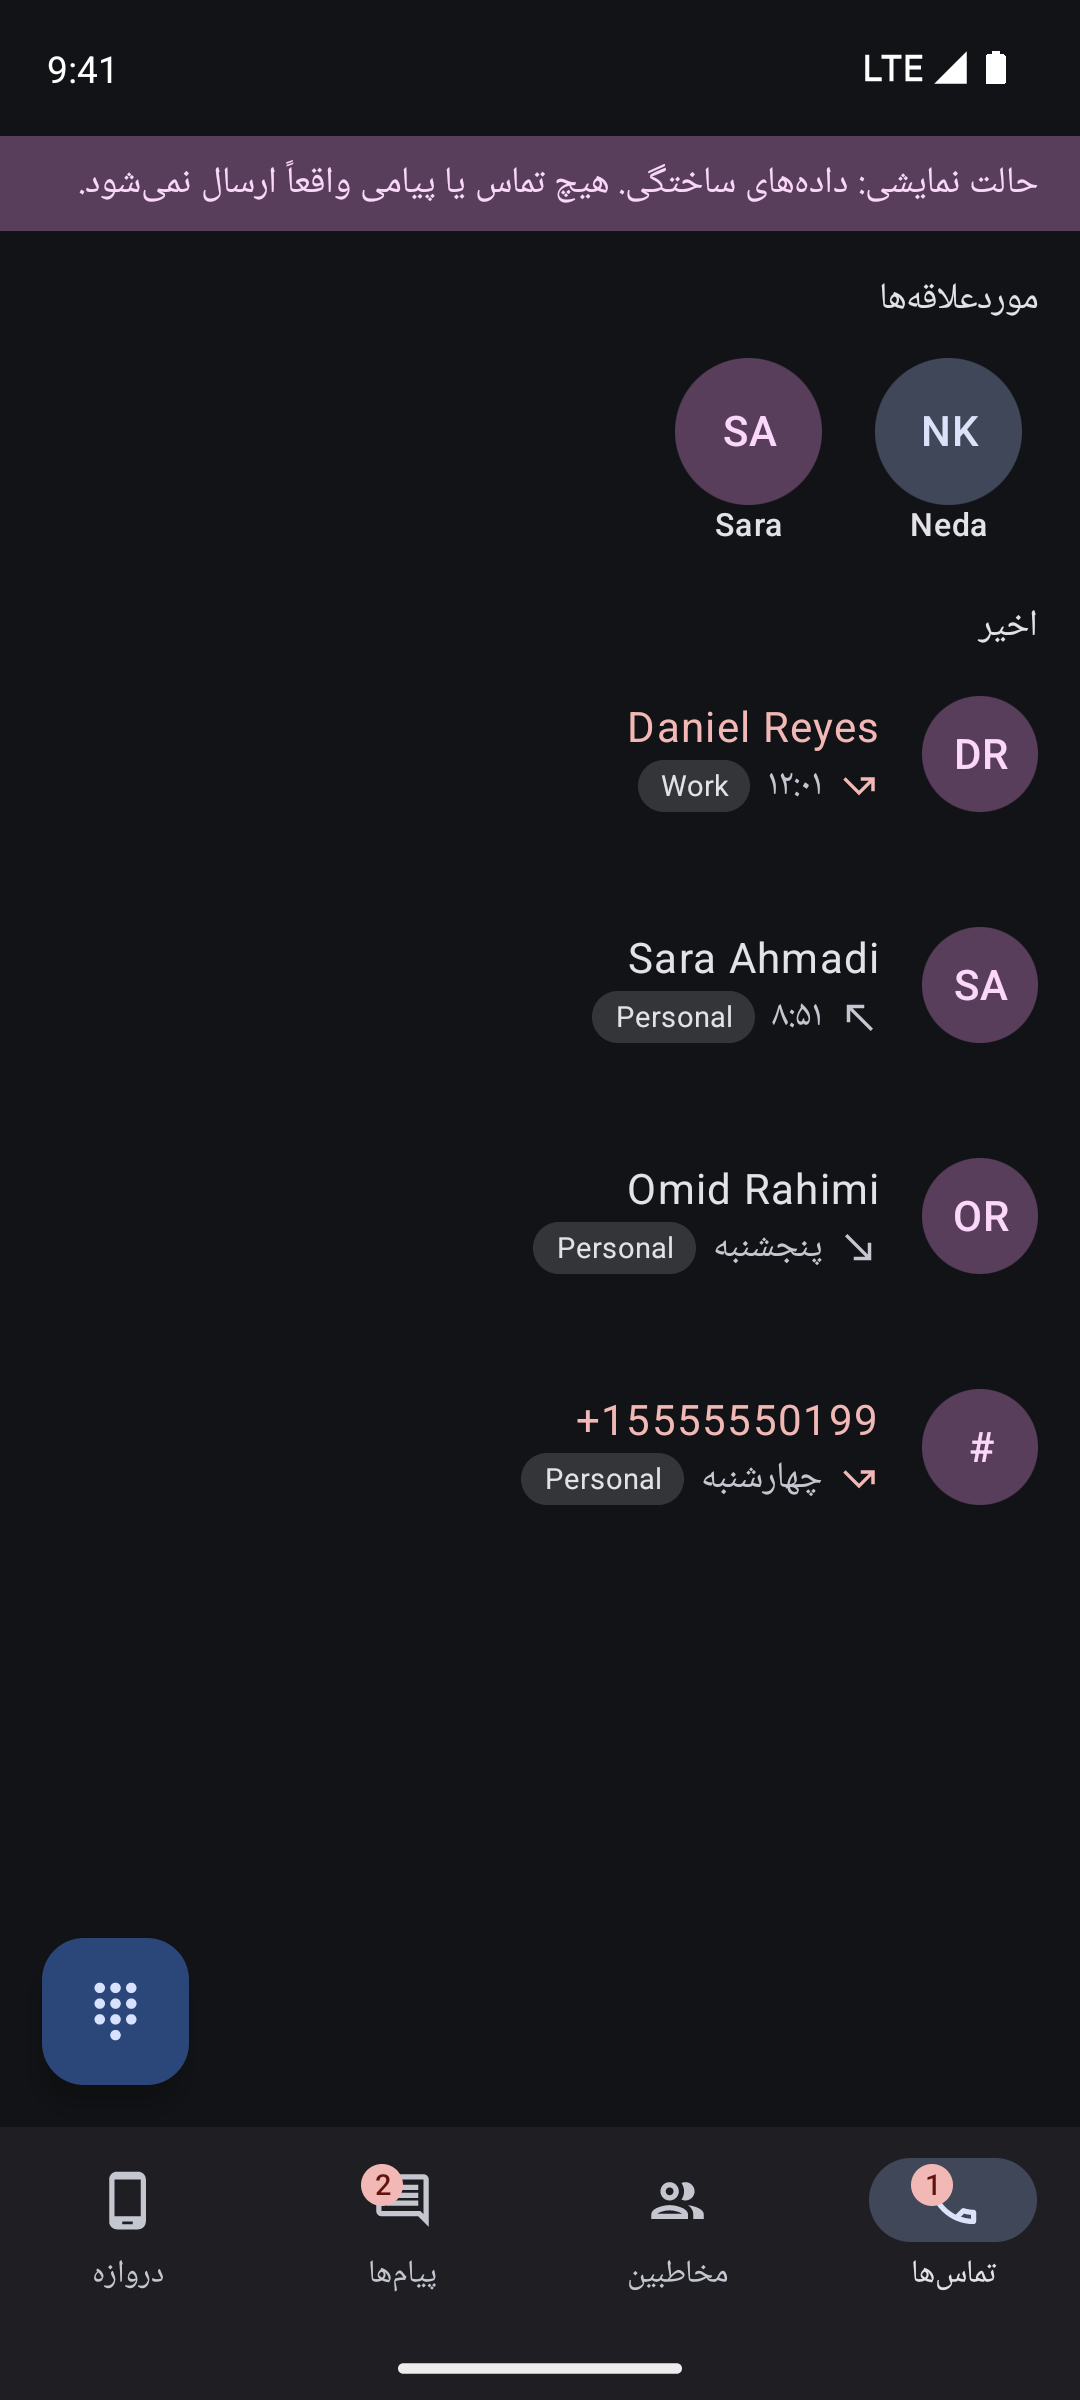 9:41 LTE
حالت نمایشی: داده‌های ساختگی. هیچ تماس یا پیامی واقعاً ارسال نمی‌شود.
موردعلاقه‌ها
NK SA
Neda Sara
اخیر
DR
Daniel Reyes
۱۲:۰۱ Work
SA
Sara Ahmadi
۸:۵۱ Personal
OR
Omid Rahimi
پنجشنبه Personal
#
+15555550199
چهارشنبه Personal
1 2
تماس‌ها مخاطبین پیام‌ها دروازه